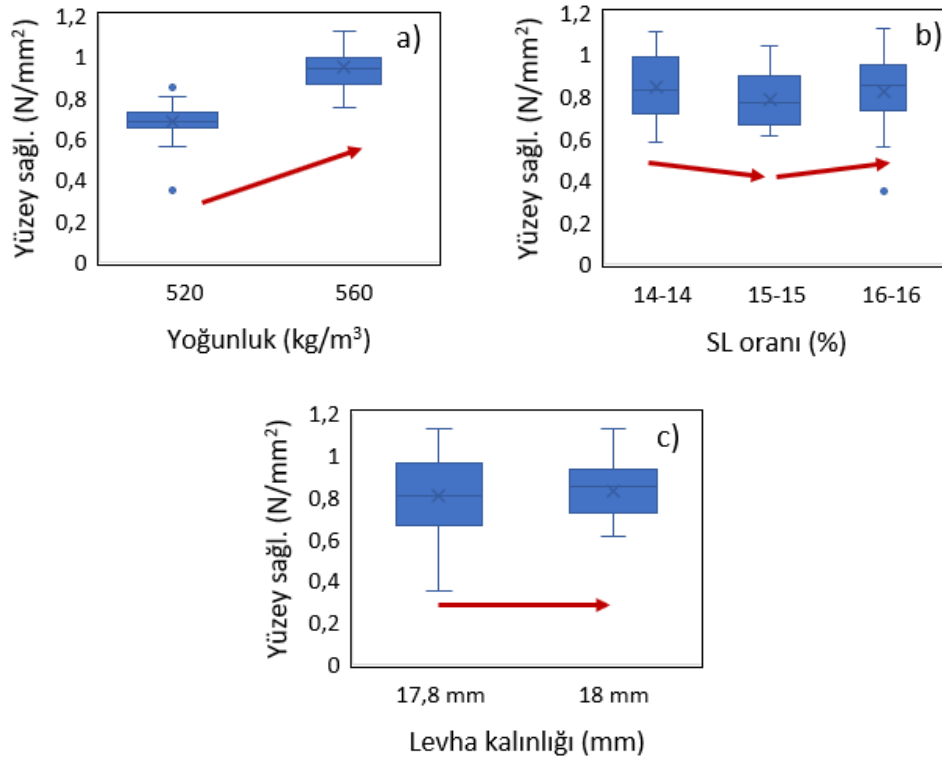 a)
Yüzey sağl. (N/mm²)
1,2
1
0,8
0,6
0,4
0,2
0
520 560
Yoğunluk (kg/m³)
b)
Yüzey sağl. (N/mm²)
1,2
1
0,8
0,6
0,4
0,2
0
14-14 15-15 16-16
SL oranı (%)
c)
Yüzey sağl. (N/mm²)
1,2
1
0,8
0,6
0,4
0,2
0
17,8 mm 18 mm
Levha kalınlığı (mm)